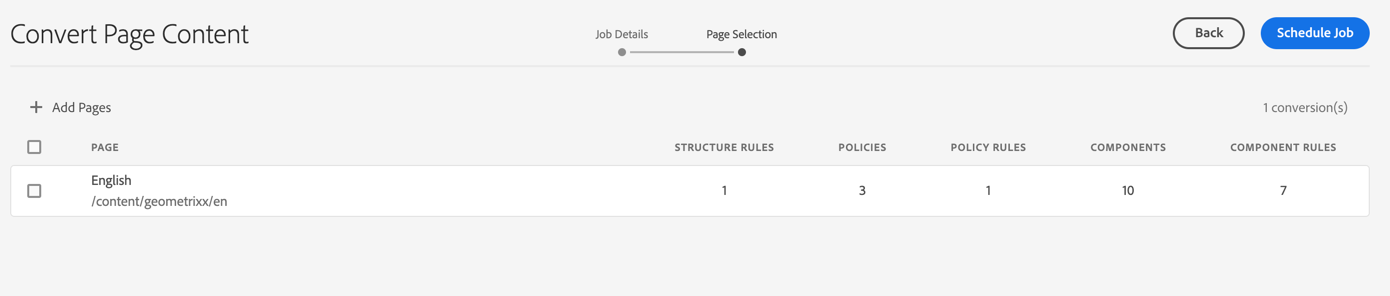 Convert Page Content
Job Details
Page Selection
Back
Schedule Job
+ Add Pages
1 conversion(s)
PAGE STRUCTURE RULES POLICIES POLICY RULES COMPONENTS COMPONENT RULES
English
/content/geometrixx/en
1 3 1 10 7